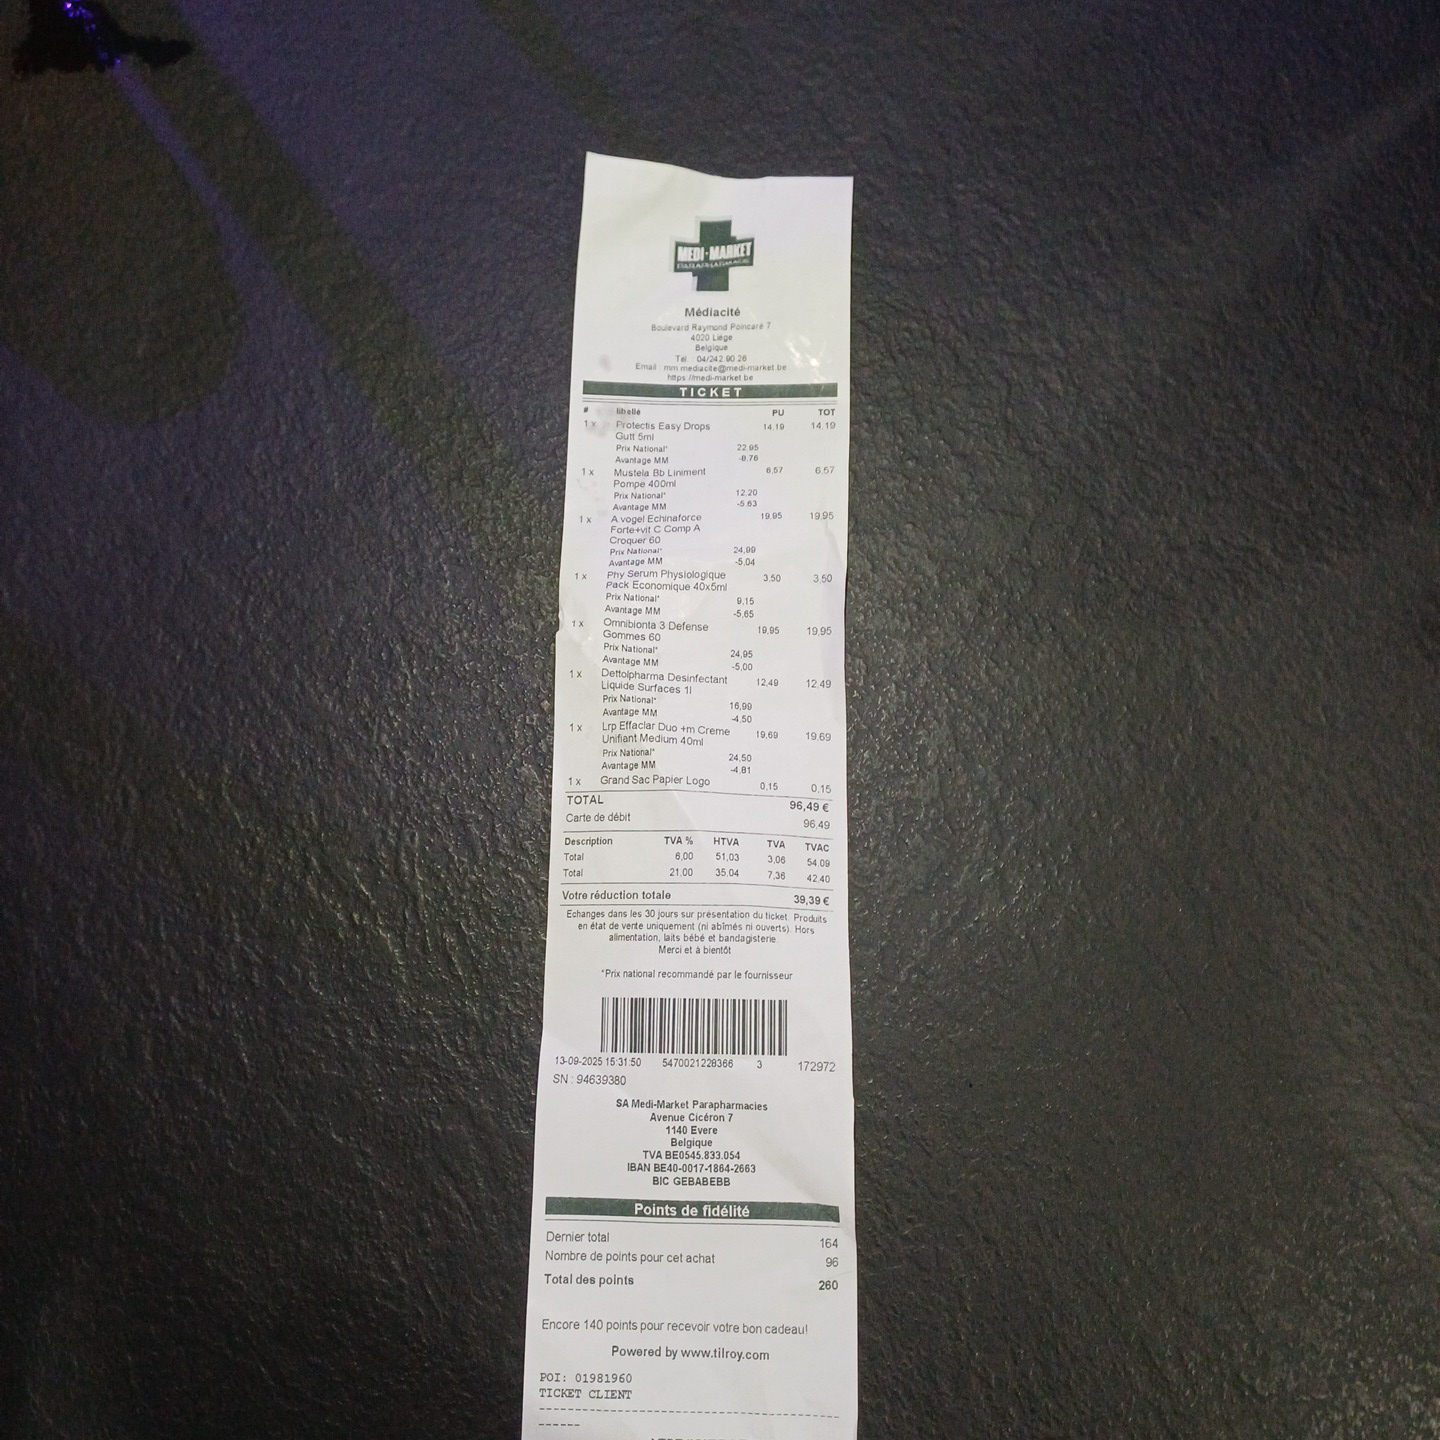 MEDI-MARKET
PARAPHARMACIE
Médiacité
Boulevard Raymond Poincaré 7
4020 Liège
Belgique
Tel : 04/242 90 26
Email : mm.mediacite@medi-market.be
https://medi-market.be
TICKET
# libellé PU TOT
1 x Protectis Easy Drops 14,19 14,19
Gutt 5ml
Prix National* 22,95
Avantage MM -8,76
1 x Mustela Bb Liniment 6,57 6,57
Pompe 400ml
Prix National* 12,20
Avantage MM -5,63
1 x A.vogel Echinaforce 19,95 19,95
Forte+vit C Comp A
Croquer 60
Prix National* 24,99
Avantage MM -5,04
1 x Phy Serum Physiologique 3,50 3,50
Pack Economique 40x5ml
Prix National* 9,15
Avantage MM -5,65
1 x Omnibionta 3 Defense 19,95 19,95
Gommes 60
Prix National* 24,95
Avantage MM -5,00
1 x Dettolpharma Desinfectant 12,49 12,49
Liquide Surfaces 1l
Prix National* 16,99
Avantage MM -4,50
1 x Lrp Effaclar Duo +m Creme 19,69 19,69
Unifiant Medium 40ml
Prix National* 24,50
Avantage MM -4,81
1 x Grand Sac Papier Logo 0,15 0,15
TOTAL 96,49 €
Carte de débit 96,49
Description TVA % HTVA TVA TVAC
Total 6,00 51,03 3,06 54,09
Total 21,00 35,04 7,36 42,40
Votre réduction totale 39,39 €
Echanges dans les 30 jours sur présentation du ticket. Produits
en état de vente uniquement (ni abîmés ni ouverts). Hors
alimentation, laits bébé et bandagisterie.
Merci et à bientôt
*Prix national recommandé par le fournisseur
13-09-2025 15:31:50 5470021228366 3 172972
SN : 94639380
SA Medi-Market Parapharmacies
Avenue Cicéron 7
1140 Evere
Belgique
TVA BE0545.833.054
IBAN BE40-0017-1864-2663
BIC GEBABEBB
Points de fidélité
Dernier total 164
Nombre de points pour cet achat 96
Total des points 260
Encore 140 points pour recevoir votre bon cadeau!
Powered by www.tilroy.com
POI: 01981960
TICKET CLIENT